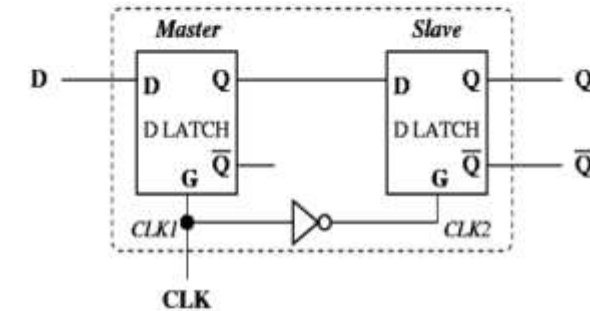 Master Slave
D D Q D Q Q
D LATCH D LATCH
Q̅ Q̅ Q̅
G G
CLK1 CLK2
CLK